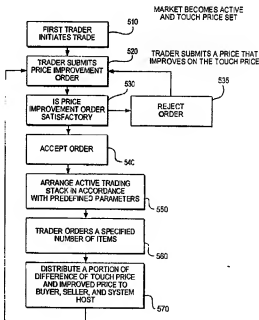 MARKET BECOMES ACTIVE
AND TOUCH PRICE SET
510
FIRST TRADER
INITIATES TRADE
520
TRADER SUBMITS
PRICE IMPROVEMENT
ORDER
TRADER SUBMITS A PRICE THAT
IMPROVES ON THE TOUCH PRICE
530
IS PRICE
IMPROVEMENT ORDER
SATISFACTORY
535
REJECT
ORDER
ACCEPT ORDER
540
ARRANGE ACTIVE TRADING
STACK IN ACCORDANCE
WITH PREDEFINED PARAMETERS
550
TRADER ORDERS A SPECIFIED
NUMBER OF ITEMS
560
DISTRIBUTE A PORTION OF
DIFFERENCE OF TOUCH PRICE
AND IMPROVED PRICE TO
BUYER, SELLER, AND SYSTEM
HOST
570